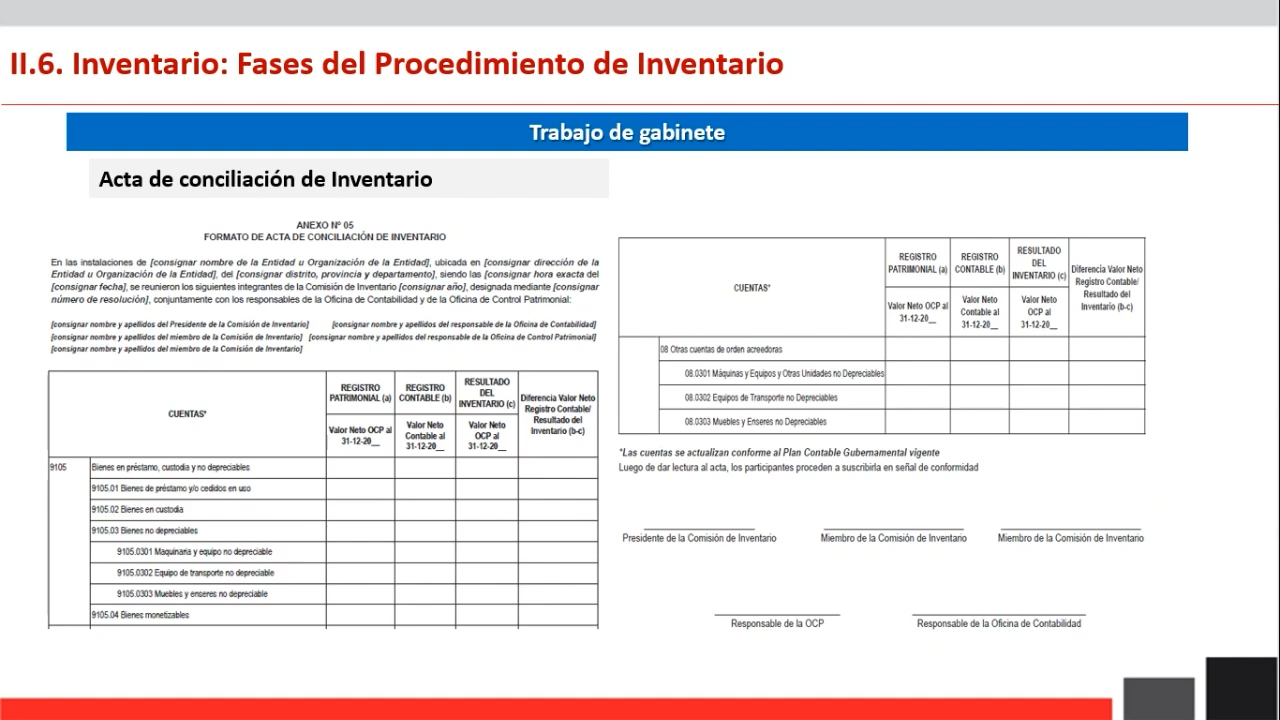 II.6. Inventario: Fases del Procedimiento de Inventario
Trabajo de gabinete
Acta de conciliación de Inventario
ANEXO Nº 05
FORMATO DE ACTA DE CONCILIACIÓN DE INVENTARIO
En las instalaciones de [consignar nombre de la Entidad u Organización de la Entidad], ubicada en [consignar dirección de la
Entidad u Organización de la Entidad], del [consignar distrito, provincia y departamento], siendo las [consignar hora exacta del
[consignar fecha], se reunieron los siguientes integrantes de la Comisión de Inventario [consignar año], designada mediante [consignar
número de resolución], conjuntamente con los responsables de la Oficina de Contabilidad y de la Oficina de Control Patrimonial:
[consignar nombre y apellidos del Presidente de la Comisión de Inventario] [consignar nombre y apellidos del responsable de la Oficina de Contabilidad]
[consignar nombre y apellidos del miembro de la Comisión de Inventario] [consignar nombre y apellidos del responsable de la Oficina de Control Patrimonial]
[consignar nombre y apellidos del miembro de la Comisión de Inventario]
CUENTAS*
REGISTRO
PATRIMONIAL (a)
REGISTRO
CONTABLE (b)
RESULTADO
DEL
INVENTARIO (c)
Diferencia Valor Neto
Registro Contable/
Resultado del
Inventario (b-c)
Valor Neto OCP al
31-12-20__
Valor Neto
Contable al
31-12-20__
Valor Neto
OCP al
31-12-20__
9105 Bienes en préstamo, custodia y no depreciables
9105.01 Bienes de préstamo y/o cedidos en uso
9105.02 Bienes en custodia
9105.03 Bienes no depreciables
9105.0301 Maquinaria y equipo no depreciable
9105.0302 Equipo de transporte no depreciable
9105.0303 Muebles y enseres no depreciable
9105.04 Bienes monetizables
CUENTAS*
REGISTRO
PATRIMONIAL (a)
REGISTRO
CONTABLE (b)
RESULTADO
DEL
INVENTARIO (c)
Diferencia Valor Neto
Registro Contable/
Resultado del
Inventario (b-c)
Valor Neto OCP al
31-12-20__
Valor Neto
Contable al
31-12-20__
Valor Neto
OCP al
31-12-20__
08 Otras cuentas de orden acreedoras
08.0301 Máquinas y Equipos y Otras Unidades no Depreciables
08.0302 Equipos de Transporte no Depreciables
08.0303 Muebles y Enseres no Depreciables
*Las cuentas se actualizan conforme al Plan Contable Gubernamental vigente
Luego de dar lectura al acta, los participantes proceden a suscribirla en señal de conformidad
Presidente de la Comisión de Inventario
Miembro de la Comisión de Inventario
Miembro de la Comisión de Inventario
Responsable de la OCP
Responsable de la Oficina de Contabilidad